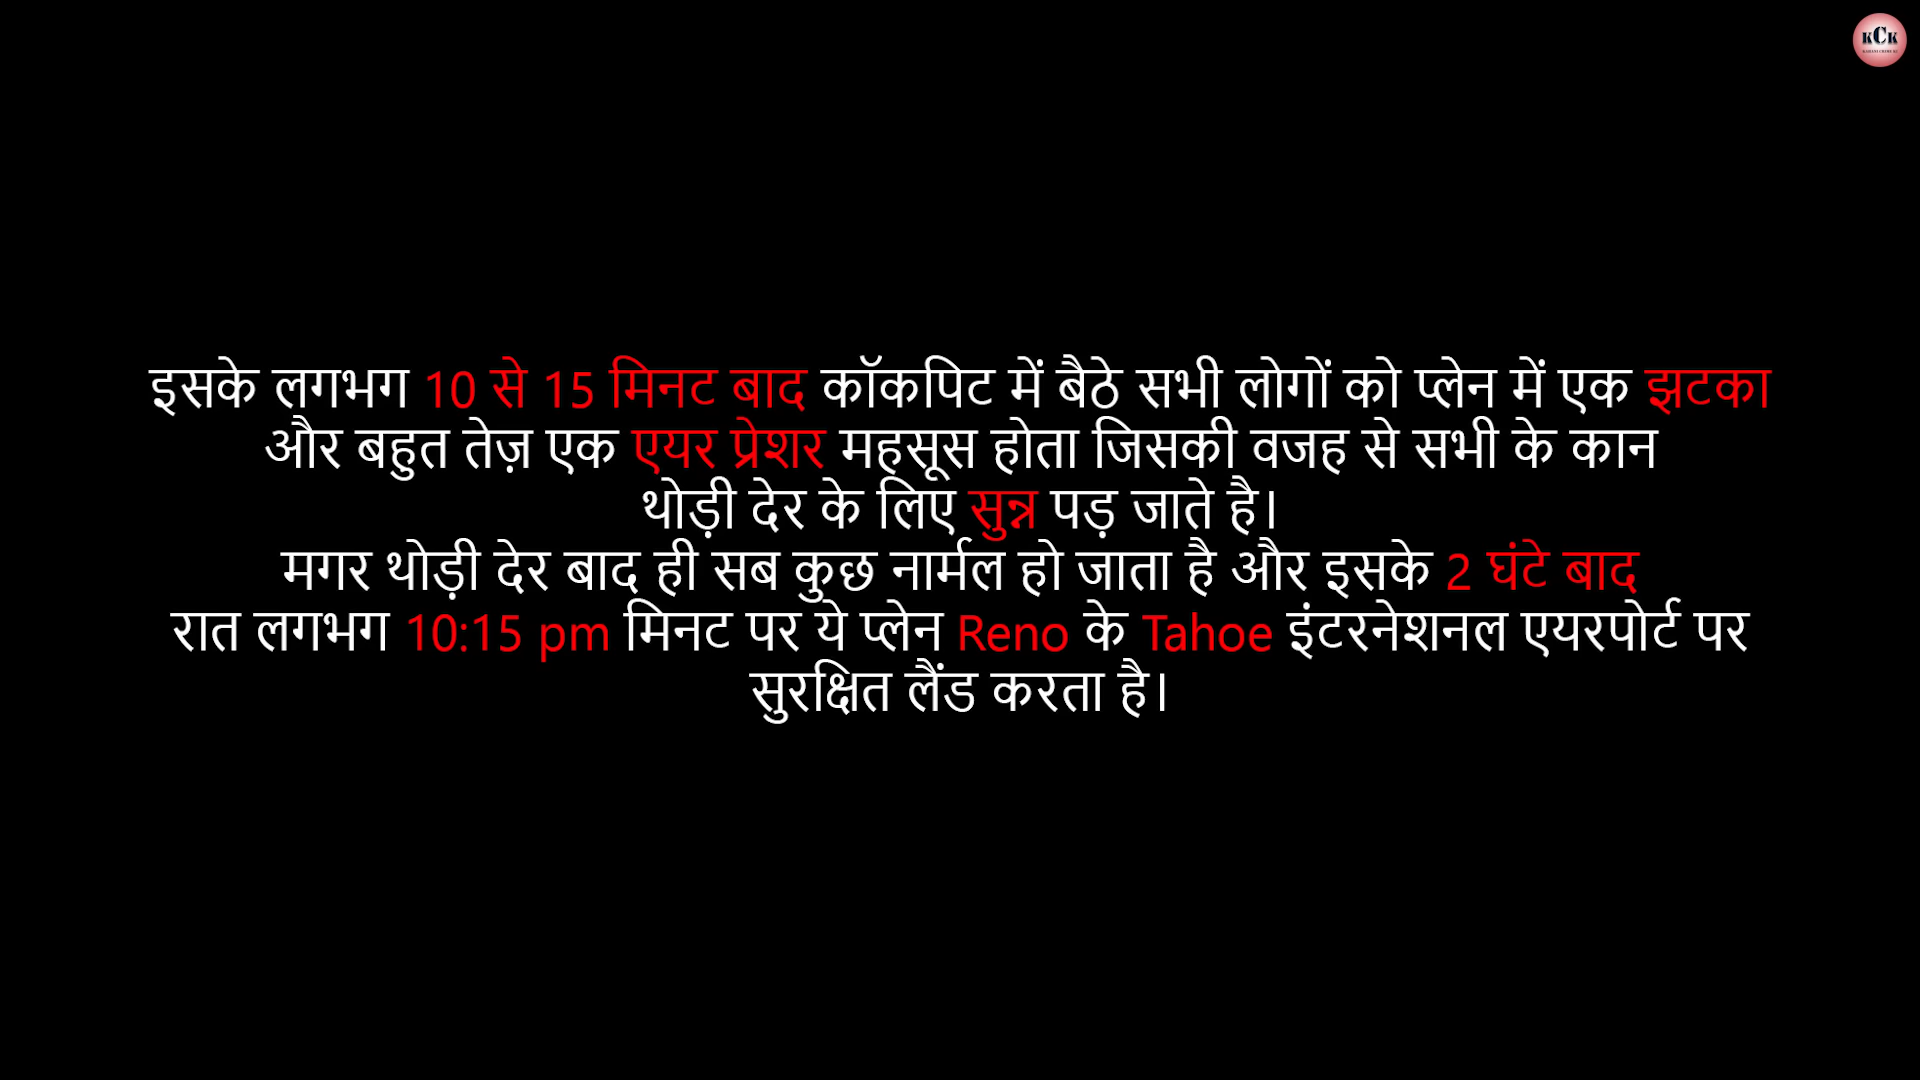 KCK
इसके लगभग 10 से 15 मिनट बाद कॉकपिट में बैठे सभी लोगों को प्लेन में एक झटका
और बहुत तेज़ एक एयर प्रेशर महसूस होता जिसकी वजह से सभी के कान
थोड़ी देर के लिए सुन्न पड़ जाते है।
मगर थोड़ी देर बाद ही सब कुछ नार्मल हो जाता है और इसके 2 घंटे बाद
रात लगभग 10:15 pm मिनट पर ये प्लेन Reno के Tahoe इंटरनेशनल एयरपोर्ट पर
सुरक्षित लैंड करता है।